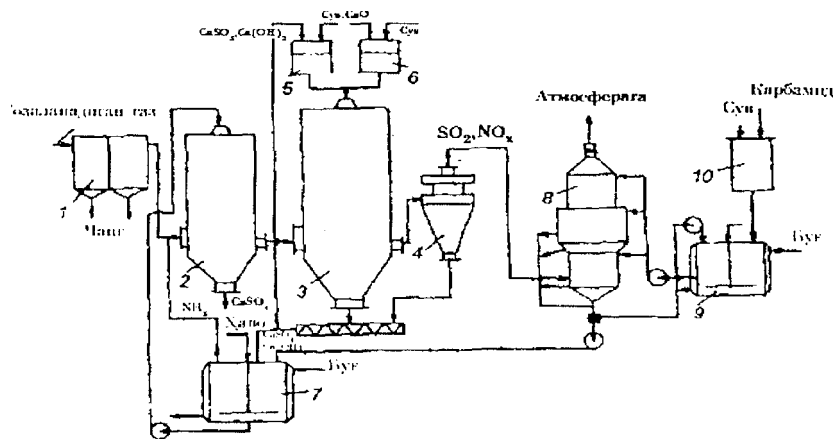 CaSO₃, Ca(OH)₂
Сув, CaO
Сув
5
6
газ
1
Чанг
2
CaSO₄
3
4
SO₂, NOₓ
Атмосферага
8
Карбамид
Сув
10
Буғ
9
NH₃
Ҳаво
Буғ
7